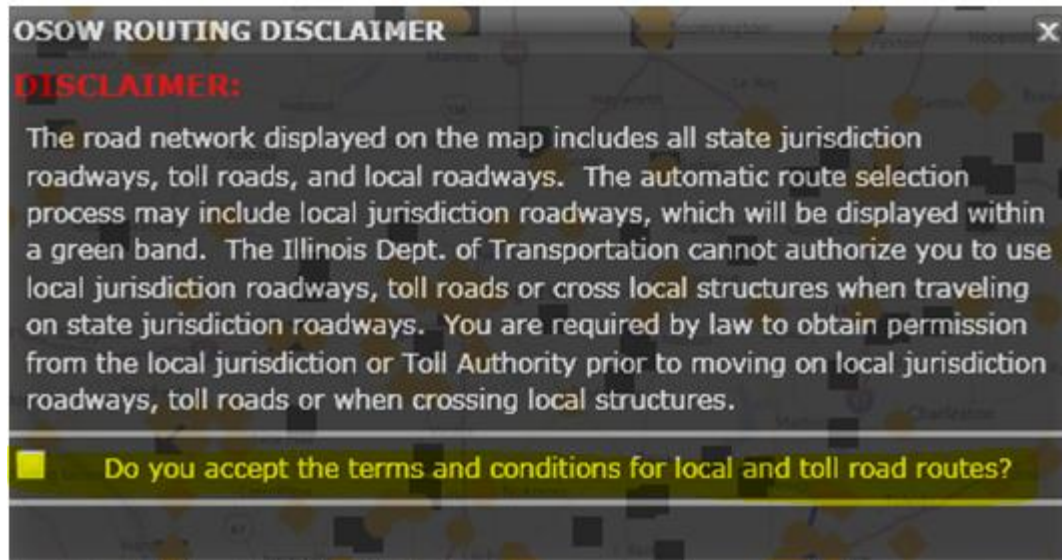 OSOW ROUTING DISCLAIMER
X
DISCLAIMER:
The road network displayed on the map includes all state jurisdiction
roadways, toll roads, and local roadways.  The automatic route selection
process may include local jurisdiction roadways, which will be displayed within
a green band.  The Illinois Dept. of Transportation cannot authorize you to use
local jurisdiction roadways, toll roads or cross local structures when traveling
on state jurisdiction roadways.  You are required by law to obtain permission
from the local jurisdiction or Toll Authority prior to moving on local jurisdiction
roadways, toll roads or when crossing local structures.
Do you accept the terms and conditions for local and toll road routes?